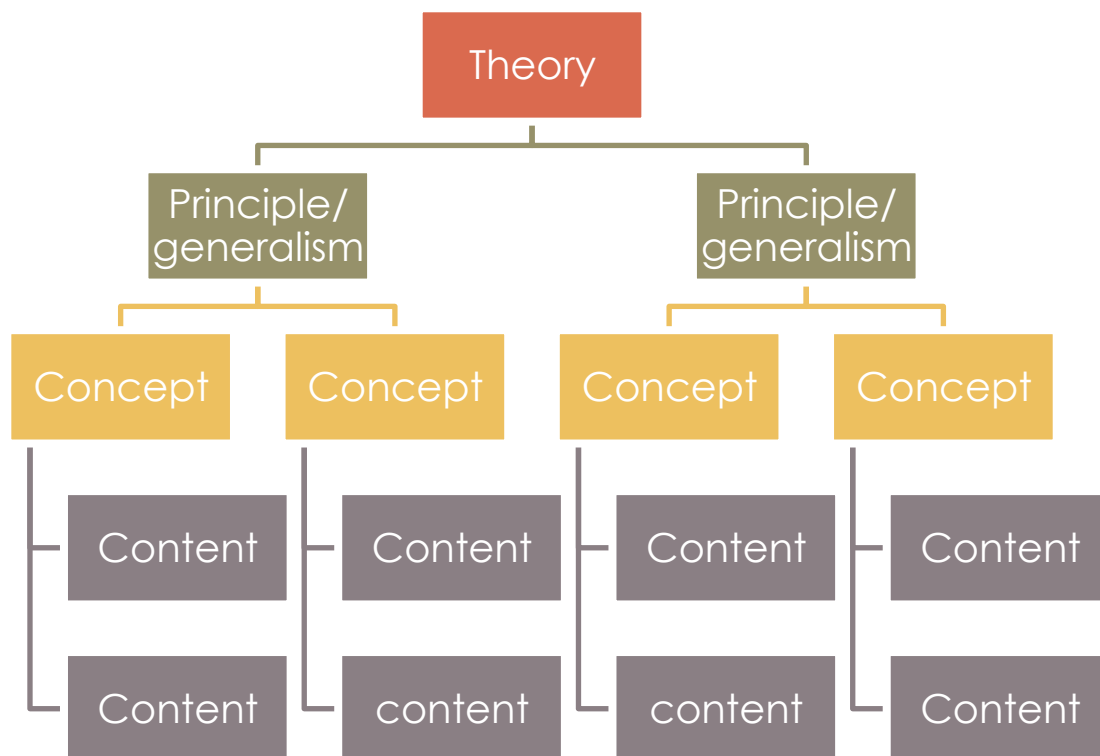 Theory
Principle/
generalism
Principle/
generalism
Concept
Concept
Concept
Concept
Content
Content
Content
Content
Content
content
content
Content